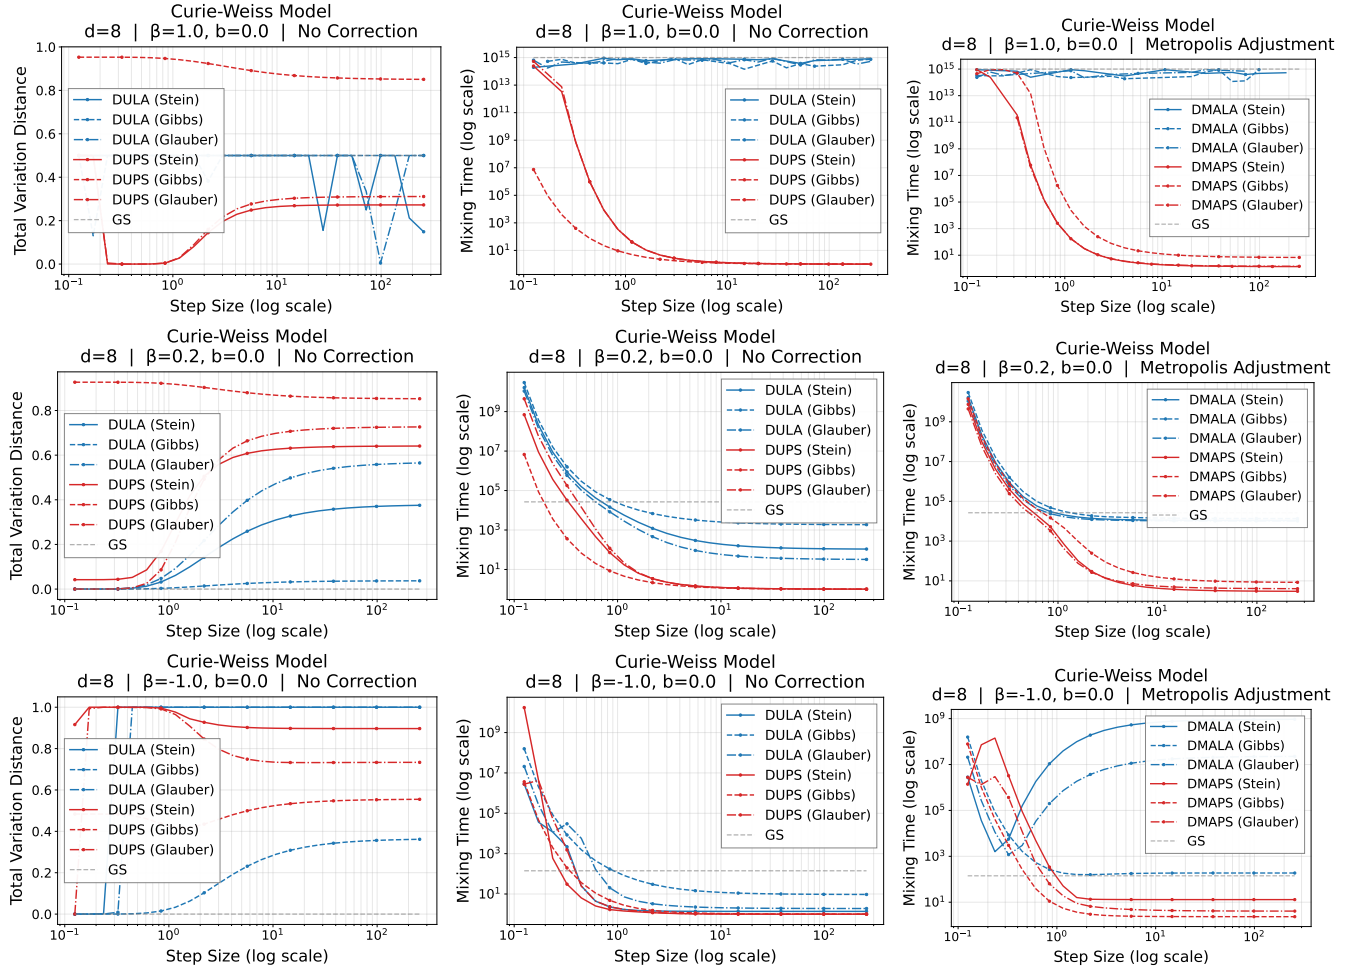 Curie-Weiss Model
d=8 | β=1.0, b=0.0 | No Correction
Total Variation Distance
1.0
0.8
0.6
0.4
0.2
0.0
DULA (Stein)
DULA (Gibbs)
DULA (Glauber)
DUPS (Stein)
DUPS (Gibbs)
DUPS (Glauber)
GS
10⁻¹ 10⁰ 10¹ 10²
Step Size (log scale)
Curie-Weiss Model
d=8 | β=1.0, b=0.0 | No Correction
Mixing Time (log scale)
10¹⁵
10¹³
10¹¹
10⁹
10⁷
10⁵
10³
10¹
DULA (Stein)
DULA (Gibbs)
DULA (Glauber)
DUPS (Stein)
DUPS (Gibbs)
DUPS (Glauber)
GS
10⁻¹ 10⁰ 10¹ 10²
Step Size (log scale)
Curie-Weiss Model
d=8 | β=1.0, b=0.0 | Metropolis Adjustment
Mixing Time (log scale)
10¹⁵
10¹³
10¹¹
10⁹
10⁷
10⁵
10³
10¹
DMALA (Stein)
DMALA (Gibbs)
DMALA (Glauber)
DMAPS (Stein)
DMAPS (Gibbs)
DMAPS (Glauber)
GS
10⁻¹ 10⁰ 10¹ 10²
Step Size (log scale)
Curie-Weiss Model
d=8 | β=0.2, b=0.0 | No Correction
Total Variation Distance
0.8
0.6
0.4
0.2
0.0
DULA (Stein)
DULA (Gibbs)
DULA (Glauber)
DUPS (Stein)
DUPS (Gibbs)
DUPS (Glauber)
GS
10⁻¹ 10⁰ 10¹ 10²
Step Size (log scale)
Curie-Weiss Model
d=8 | β=0.2, b=0.0 | No Correction
Mixing Time (log scale)
10⁹
10⁷
10⁵
10³
10¹
DULA (Stein)
DULA (Gibbs)
DULA (Glauber)
DUPS (Stein)
DUPS (Gibbs)
DUPS (Glauber)
GS
10⁻¹ 10⁰ 10¹ 10²
Step Size (log scale)
Curie-Weiss Model
d=8 | β=0.2, b=0.0 | Metropolis Adjustment
Mixing Time (log scale)
10⁹
10⁷
10⁵
10³
10¹
DMALA (Stein)
DMALA (Gibbs)
DMALA (Glauber)
DMAPS (Stein)
DMAPS (Gibbs)
DMAPS (Glauber)
GS
10⁻¹ 10⁰ 10¹ 10²
Step Size (log scale)
Curie-Weiss Model
d=8 | β=-1.0, b=0.0 | No Correction
Total Variation Distance
1.0
0.8
0.6
0.4
0.2
0.0
DULA (Stein)
DULA (Gibbs)
DULA (Glauber)
DUPS (Stein)
DUPS (Gibbs)
DUPS (Glauber)
GS
10⁻¹ 10⁰ 10¹ 10²
Step Size (log scale)
Curie-Weiss Model
d=8 | β=-1.0, b=0.0 | No Correction
Mixing Time (log scale)
10⁹
10⁷
10⁵
10³
10¹
DULA (Stein)
DULA (Gibbs)
DULA (Glauber)
DUPS (Stein)
DUPS (Gibbs)
DUPS (Glauber)
GS
10⁻¹ 10⁰ 10¹ 10²
Step Size (log scale)
Curie-Weiss Model
d=8 | β=-1.0, b=0.0 | Metropolis Adjustment
Mixing Time (log scale)
10⁹
10⁷
10⁵
10³
10¹
DMALA (Stein)
DMALA (Gibbs)
DMALA (Glauber)
DMAPS (Stein)
DMAPS (Gibbs)
DMAPS (Glauber)
GS
10⁻¹ 10⁰ 10¹ 10²
Step Size (log scale)